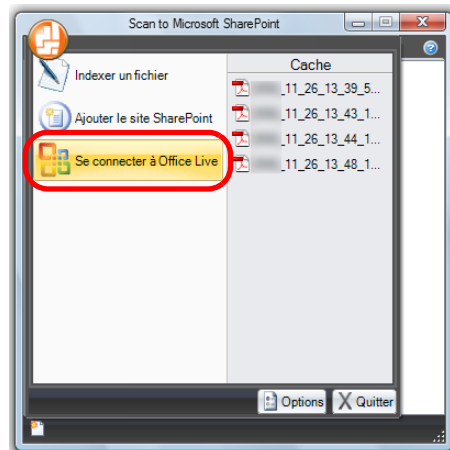 Scan to Microsoft SharePoint
Indexer un fichier
Ajouter le site SharePoint
Se connecter à Office Live
Cache
_11_26_13_39_5...
_11_26_13_43_1...
_11_26_13_44_1...
_11_26_13_48_1...
Options
Quitter